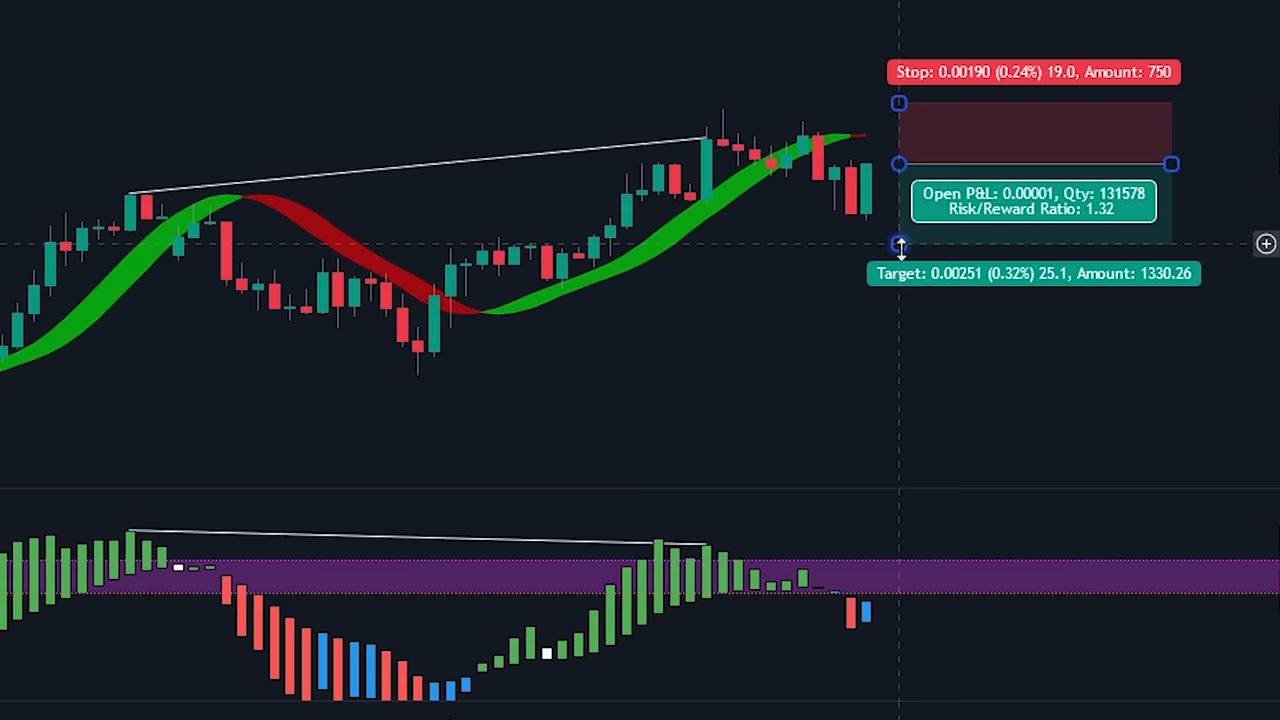 Stop: 0.00190 (0.24%) 19.0, Amount: 750
Open P&L: 0.00001, Qty: 131578
Risk/Reward Ratio: 1.32
Target: 0.00251 (0.32%) 25.1, Amount: 1330.26